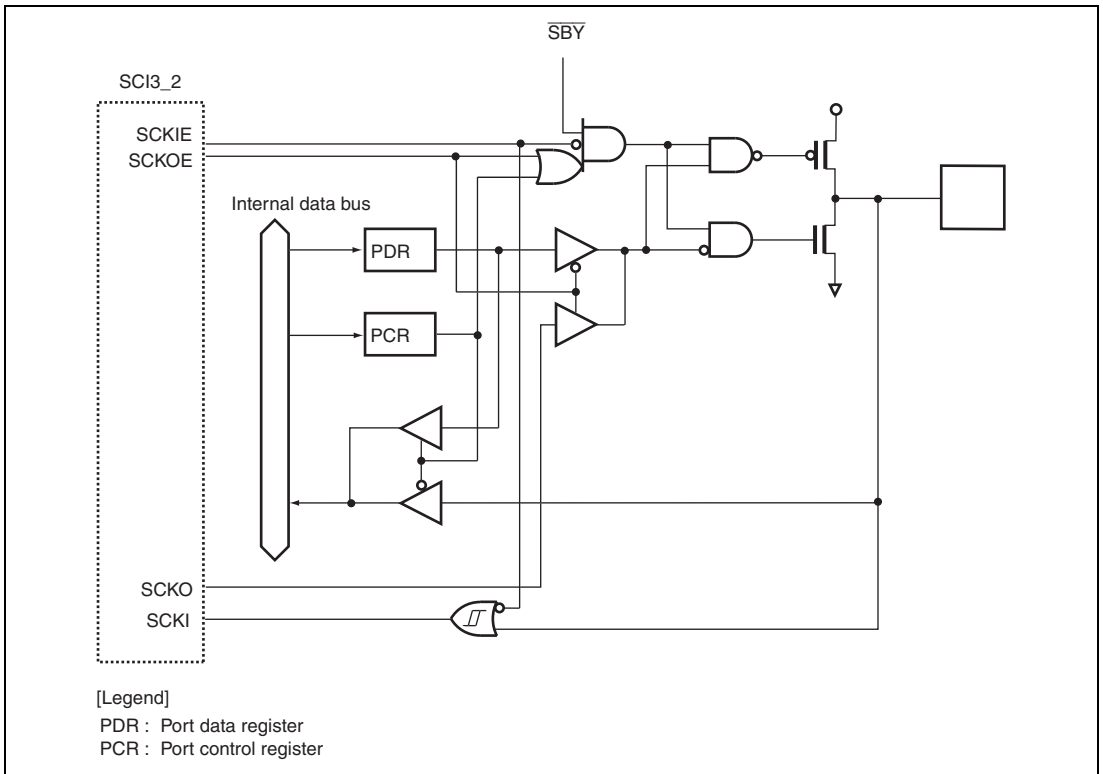 SBY
SCI3_2
SCKIE
SCKOE
Internal data bus
PDR
PCR
SCKO
SCKI
[Legend]
PDR : Port data register
PCR : Port control register